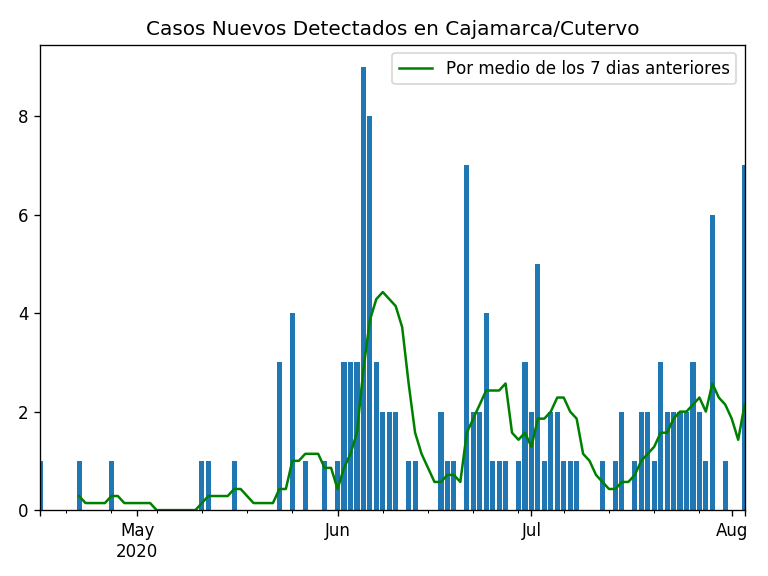 Casos Nuevos Detectados en Cajamarca/Cutervo
Por medio de los 7 dias anteriores
8
6
4
2
0
May Jun Jul Aug
2020